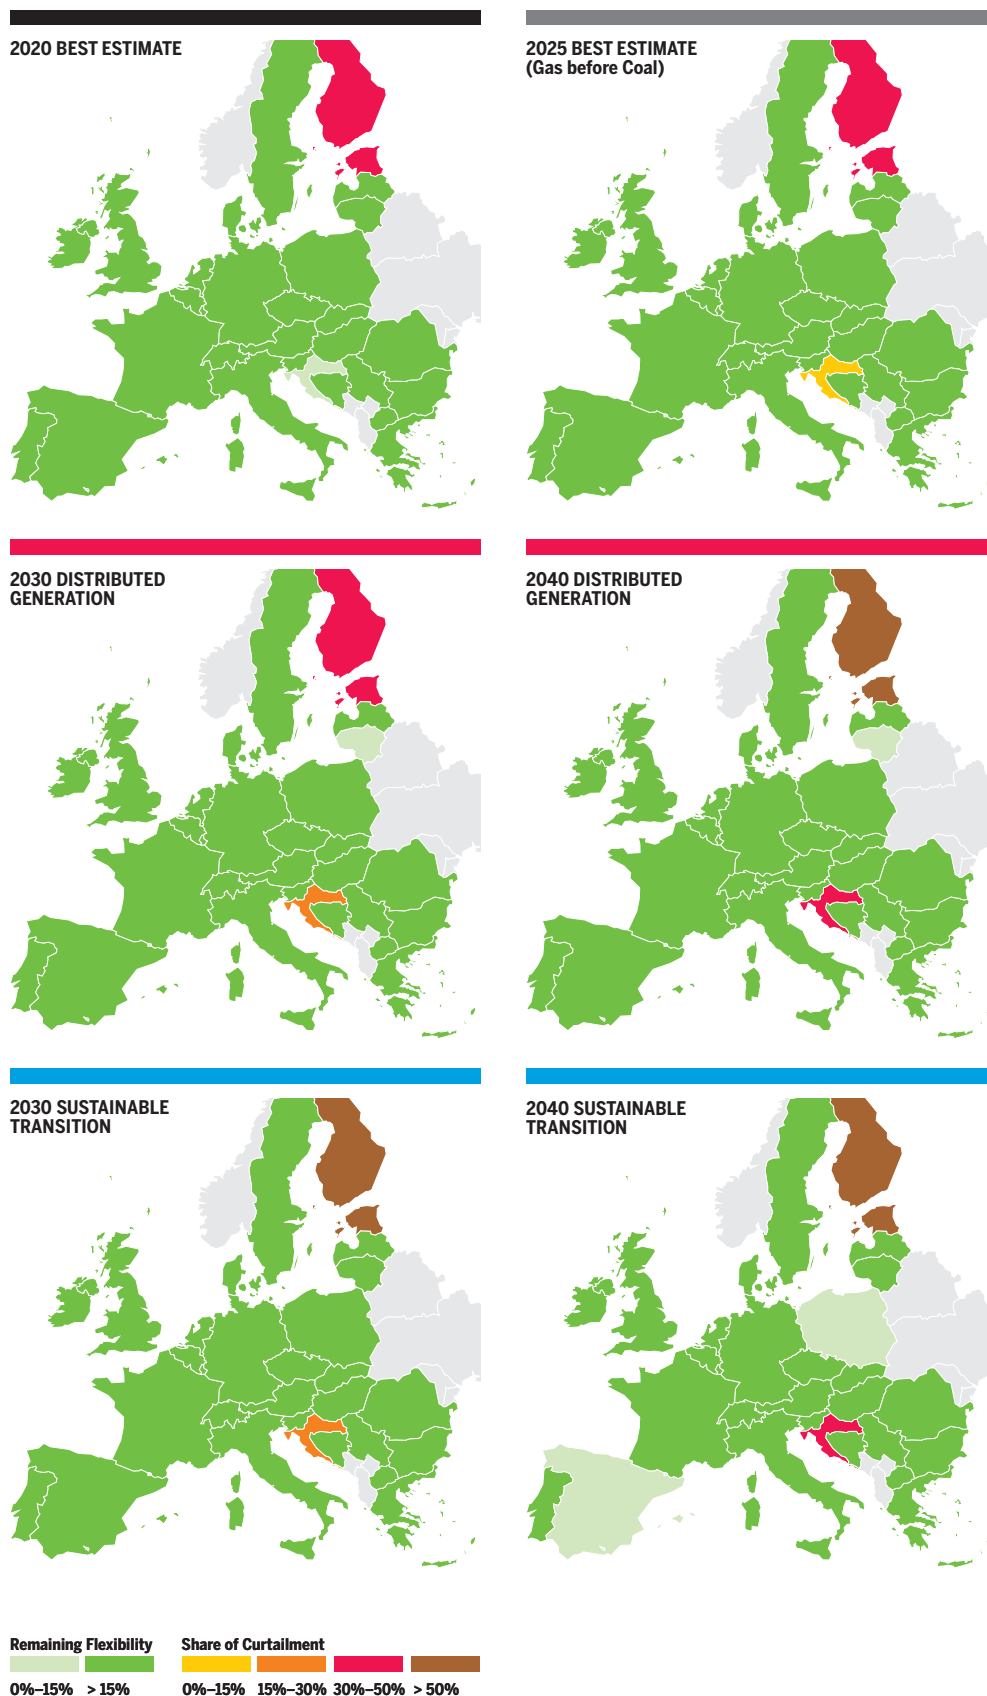 2020 BEST ESTIMATE
2025 BEST ESTIMATE
(Gas before Coal)
2030 DISTRIBUTED
GENERATION
2040 DISTRIBUTED
GENERATION
2030 SUSTAINABLE
TRANSITION
2040 SUSTAINABLE
TRANSITION
Remaining Flexibility
0%–15% > 15%
Share of Curtailment
0%–15% 15%–30% 30%–50% > 50%